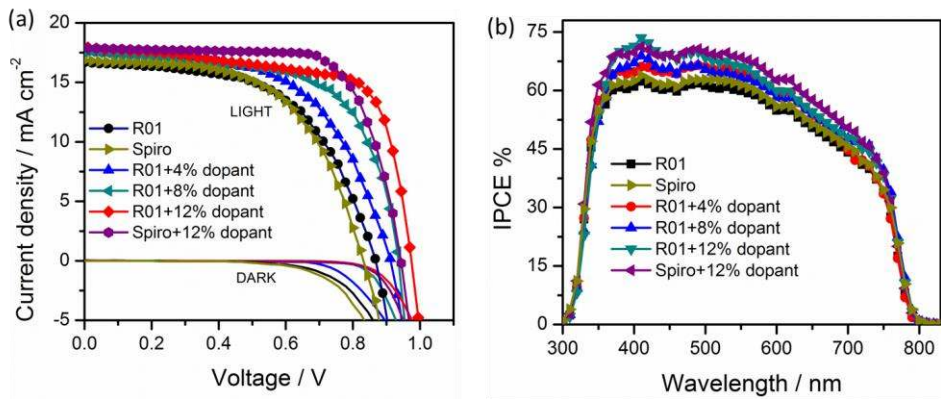 (a)
20
15
10
5
0
-5
Current density / mA cm⁻²
LIGHT
R01
Spiro
R01+4% dopant
R01+8% dopant
R01+12% dopant
Spiro+12% dopant
DARK
0.0 0.2 0.4 0.6 0.8 1.0
Voltage / V
(b)
75
60
45
30
15
0
IPCE %
R01
Spiro
R01+4% dopant
R01+8% dopant
R01+12% dopant
Spiro+12% dopant
300 400 500 600 700 800
Wavelength / nm